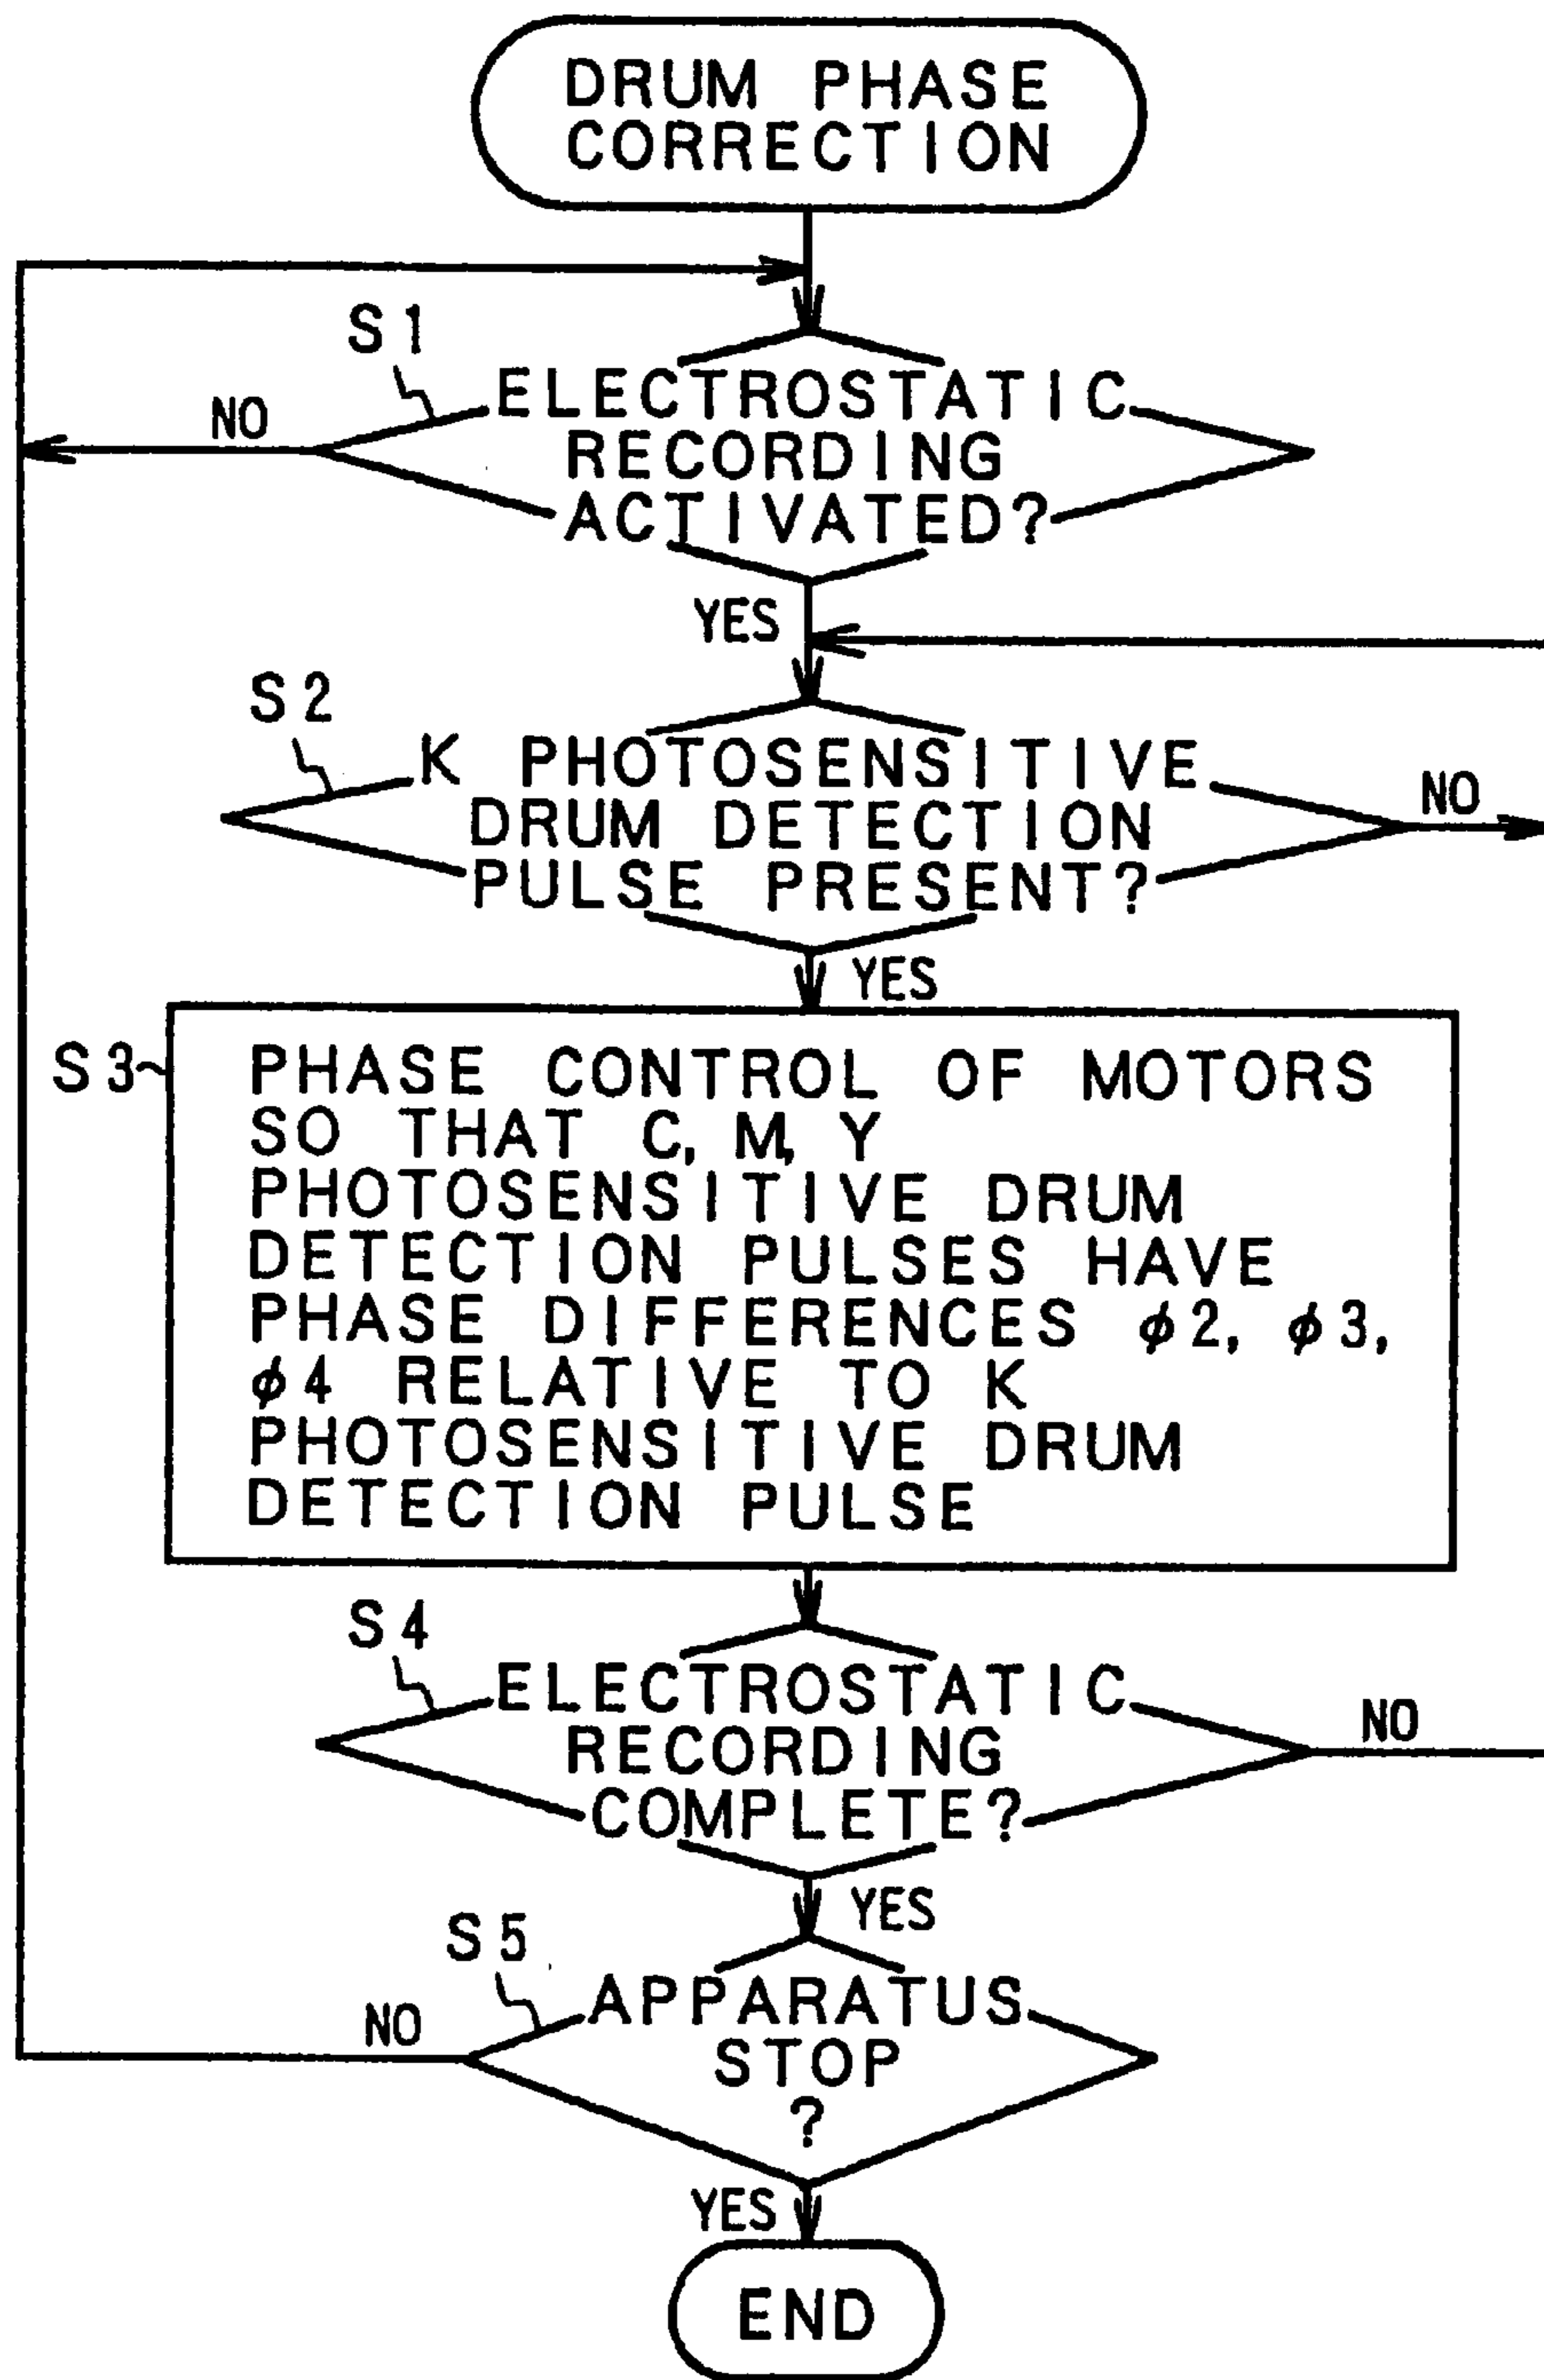 DRUM PHASE
CORRECTION
S1
ELECTROSTATIC
RECORDING
ACTIVATED?
NO
YES
S2
K PHOTOSENSITIVE
DRUM DETECTION
PULSE PRESENT?
NO
YES
S3
PHASE CONTROL OF MOTORS
SO THAT C, M, Y
PHOTOSENSITIVE DRUM
DETECTION PULSES HAVE
PHASE DIFFERENCES φ2, φ3,
φ4 RELATIVE TO K
PHOTOSENSITIVE DRUM
DETECTION PULSE
S4
ELECTROSTATIC
RECORDING
COMPLETE?
NO
YES
S5
APPARATUS
STOP
?
NO
YES
END